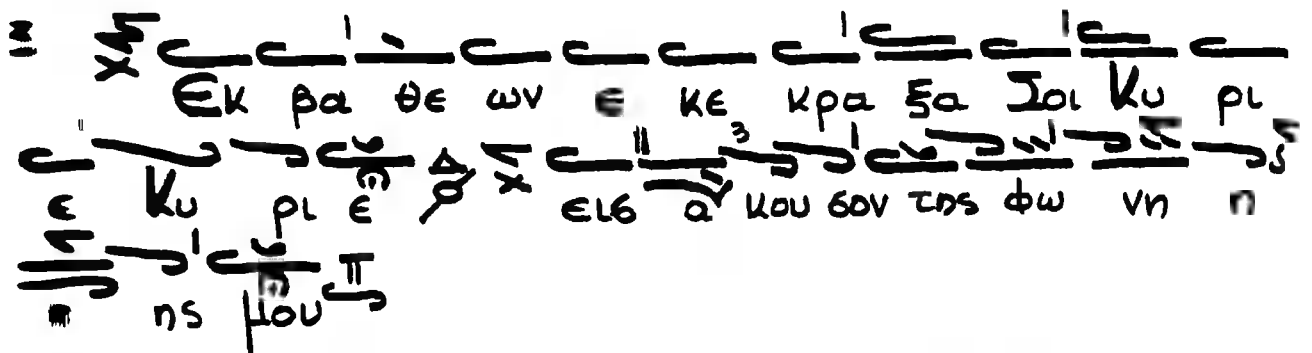 Εκ βα θε ων ε κε κρα ξα Σοι Κυ ρι
ε Κυ ρι ε εισ α κου σον της φω νη η
η ης μου